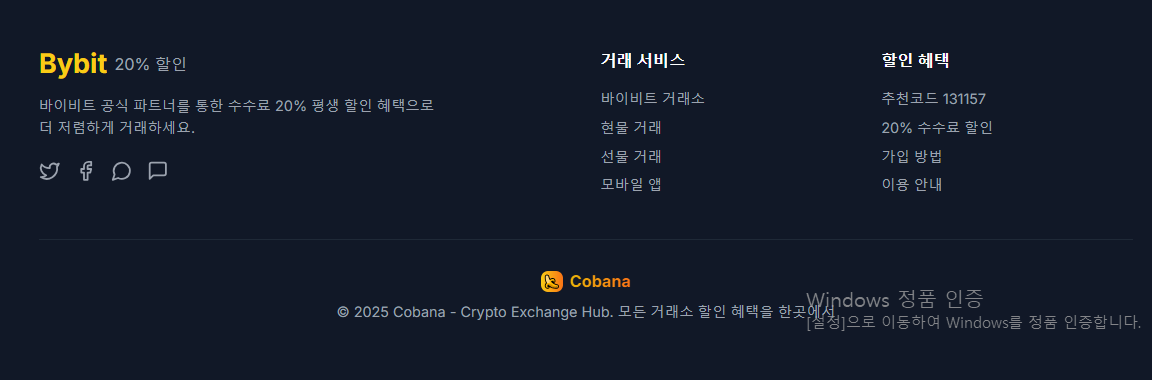 Bybit 20% 할인
바이비트 공식 파트너를 통한 수수료 20% 평생 할인 혜택으로
더 저렴하게 거래하세요.
거래 서비스
바이비트 거래소
현물 거래
선물 거래
모바일 앱
할인 혜택
추천코드 131157
20% 수수료 할인
가입 방법
이용 안내
Cobana
© 2025 Cobana - Crypto Exchange Hub. 모든 거래소 할인 혜택을 한곳에서.
Windows 정품 인증
[설정]으로 이동하여 Windows를 정품 인증합니다.